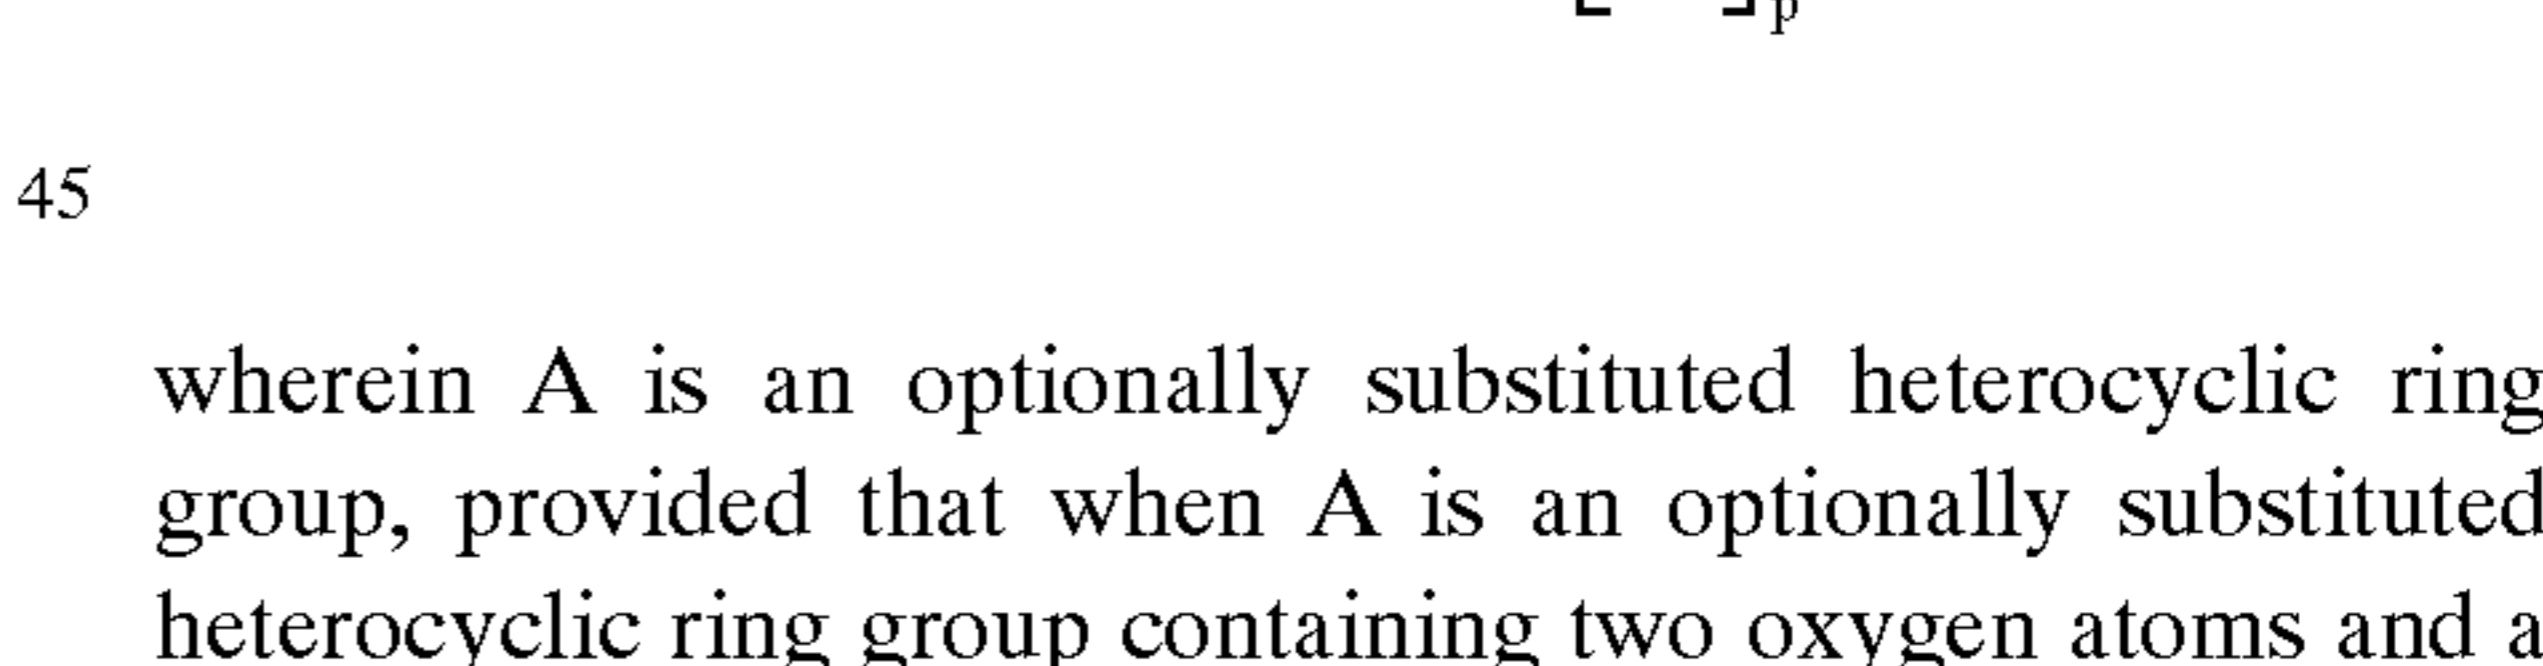 p
45
wherein A is an optionally substituted heterocyclic ring
group, provided that when A is an optionally substituted
heterocyclic ring group containing two oxygen atoms and a